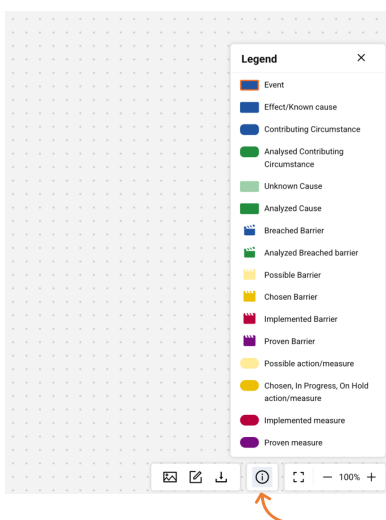 Legend
Event
Effect/Known cause
Contributing Circumstance
Analysed Contributing
Circumstance
Unknown Cause
Analyzed Cause
Breached Barrier
Analyzed Breached barrier
Possible Barrier
Chosen Barrier
Implemented Barrier
Proven Barrier
Possible action/measure
Chosen, In Progress, On Hold
action/measure
Implemented measure
Proven measure
100%